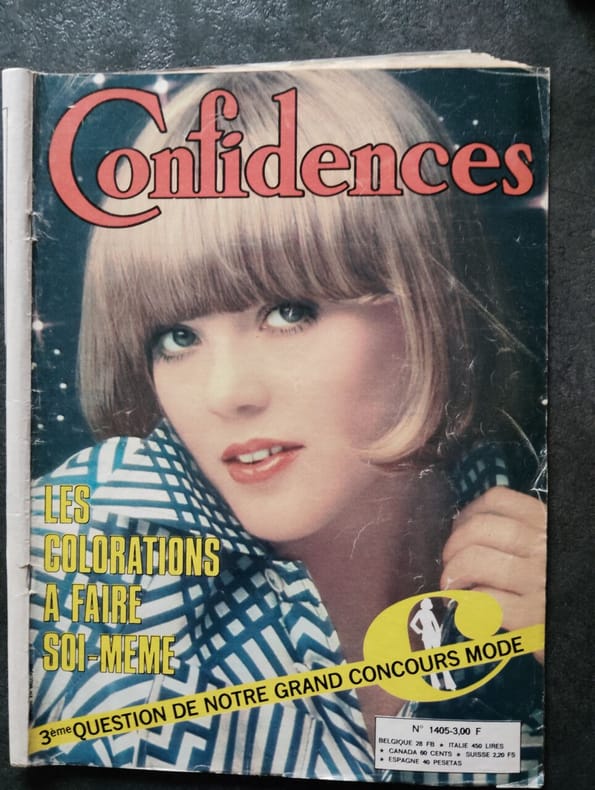 Confidences
LES
COLORATIONS
A FAIRE
SOI-MEME
3ème QUESTION DE NOTRE GRAND CONCOURS MODE
N° 1405-3,00 F
BELGIQUE 28 FB ★ ITALIE 450 LIRES
★ CANADA 60 CENTS ★ SUISSE 2,20 FS
★ ESPAGNE 40 PESETAS